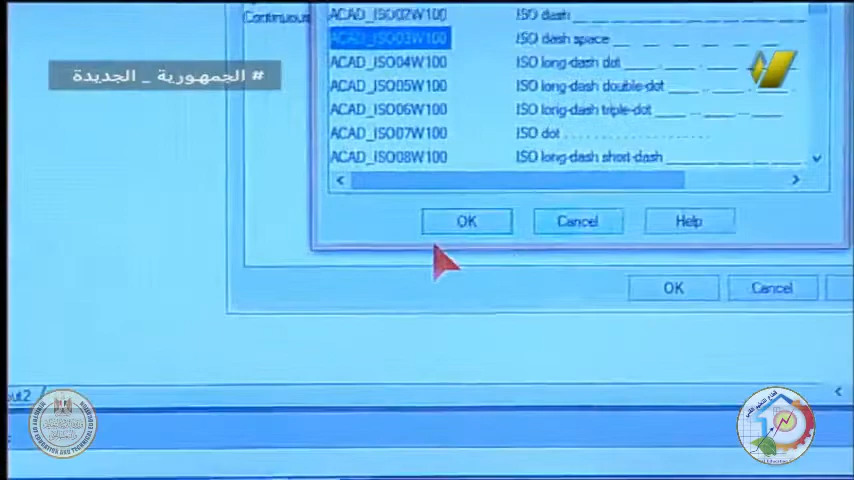 Continuous
ACAD_ISO02W100 ISO dash
ACAD_ISO03W100 ISO dash space
ACAD_ISO04W100 ISO long-dash dot
ACAD_ISO05W100 ISO long-dash double-dot
ACAD_ISO06W100 ISO long-dash triple-dot
ACAD_ISO07W100 ISO dot
ACAD_ISO08W100 ISO long-dash short-dash
# الجمهورية _ الجديدة
OK Cancel Help
OK Cancel
out2